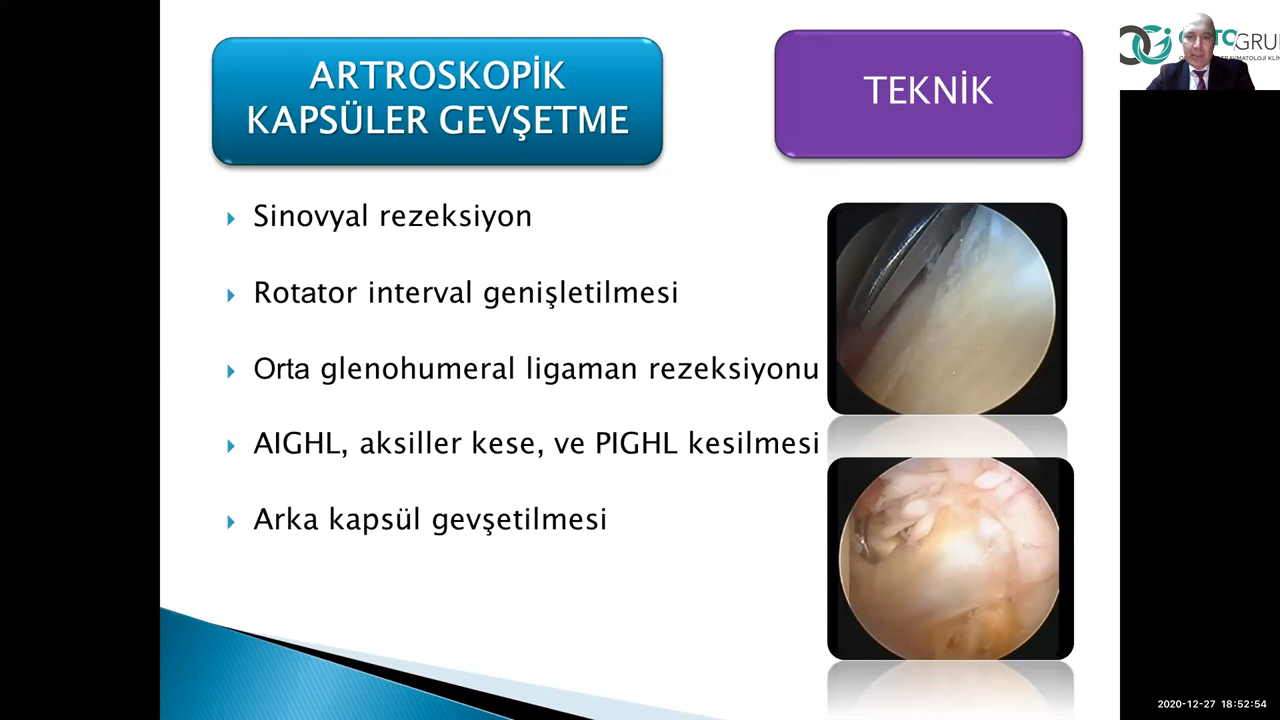 ARTROSKOPİK
KAPSÜLER GEVŞETME
TEKNİK
Sinovyal rezeksiyon
Rotator interval genişletilmesi
Orta glenohumeral ligaman rezeksiyonu
AIGHL, aksiller kese, ve PIGHL kesilmesi
Arka kapsül gevşetilmesi
2020-12-27 18:52:54